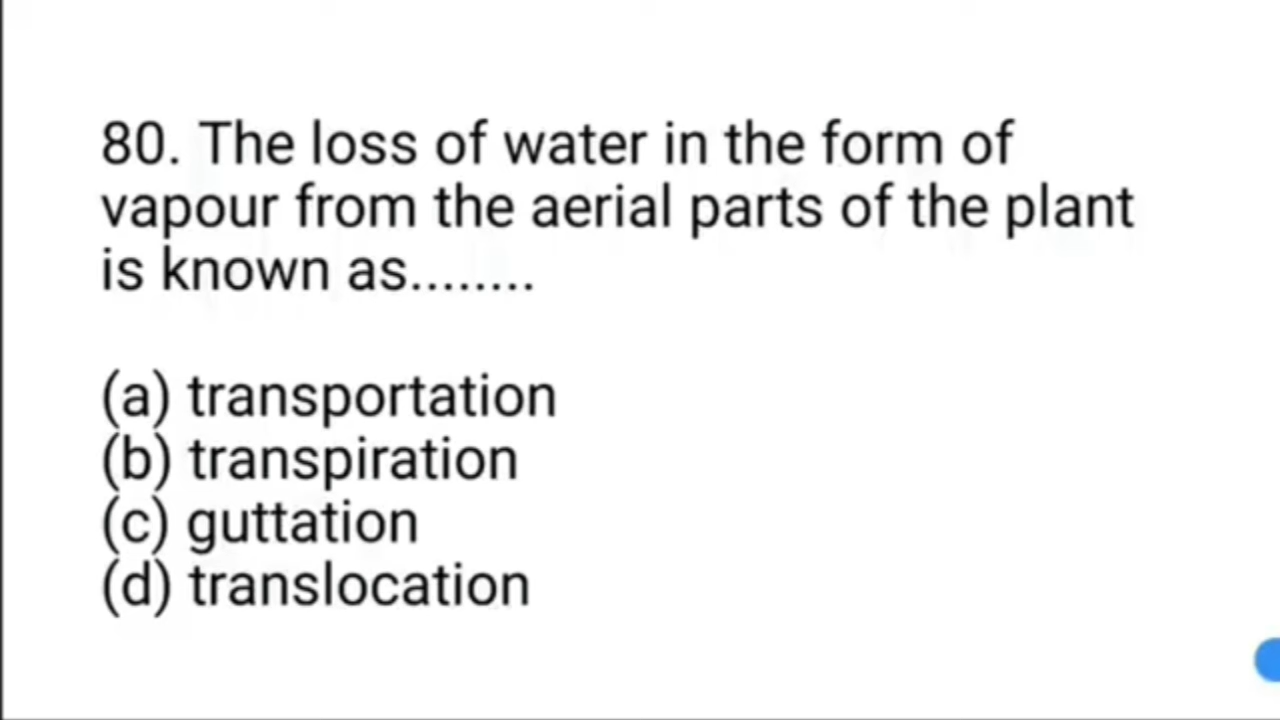 80. The loss of water in the form of
vapour from the aerial parts of the plant
is known as........
(a) transportation
(b) transpiration
(c) guttation
(d) translocation